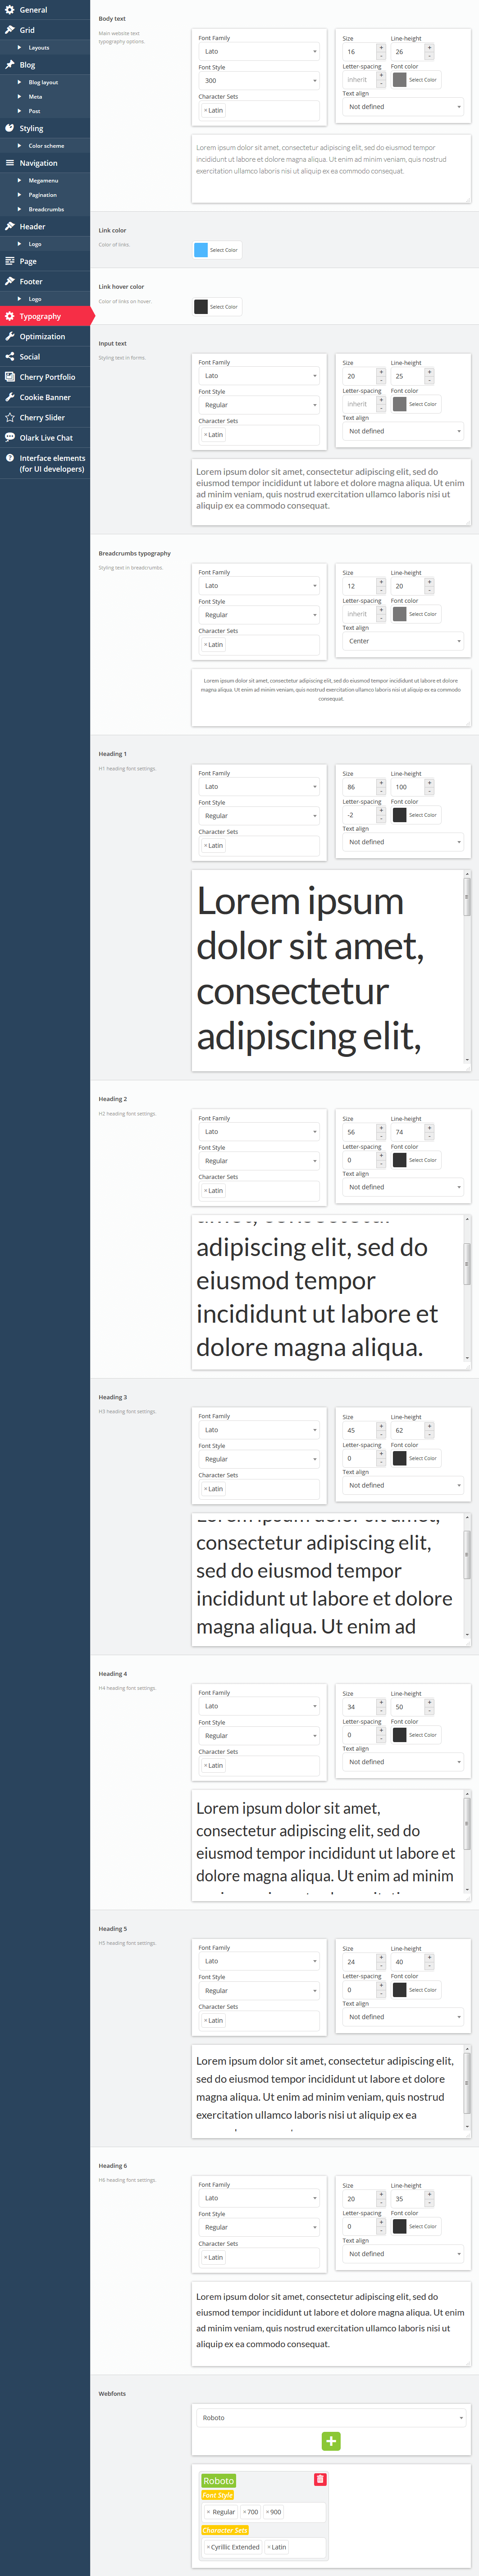 General
Grid
Layouts
Blog
Blog layout
Meta
Post
Styling
Color scheme
Navigation
Megamenu
Pagination
Breadcrumbs
Header
Logo
Page
Footer
Logo
Typography
Optimization
Social
Cherry Portfolio
Cookie Banner
Cherry Slider
Olark Live Chat
Interface elements
(for UI developers)
Body text
Main website text
typography options.
Font Family
Lato
Font Style
300
Character Sets
× Latin
Size Line-height
16 + - 26 + -
Letter-spacing Font color
inherit + - Select Color
Text align
Not defined
Lorem ipsum dolor sit amet, consectetur adipiscing elit, sed do eiusmod tempor
incididunt ut labore et dolore magna aliqua. Ut enim ad minim veniam, quis nostrud
exercitation ullamco laboris nisi ut aliquip ex ea commodo consequat.
Link color
Color of links.
Select Color
Link hover color
Color of links on hover.
Select Color
Input text
Styling text in forms.
Font Family
Lato
Font Style
Regular
Character Sets
× Latin
Size Line-height
20 + - 25 + -
Letter-spacing Font color
inherit + - Select Color
Text align
Not defined
Lorem ipsum dolor sit amet, consectetur adipiscing elit, sed do
eiusmod tempor incididunt ut labore et dolore magna aliqua. Ut enim
ad minim veniam, quis nostrud exercitation ullamco laboris nisi ut
aliquip ex ea commodo consequat.
Breadcrumbs typography
Styling text in breadcrumbs.
Font Family
Lato
Font Style
Regular
Character Sets
× Latin
Size Line-height
12 + - 20 + -
Letter-spacing Font color
inherit + - Select Color
Text align
Center
Lorem ipsum dolor sit amet, consectetur adipiscing elit, sed do eiusmod tempor incididunt ut labore et dolore
magna aliqua. Ut enim ad minim veniam, quis nostrud exercitation ullamco laboris nisi ut aliquip ex ea commodo
consequat.
Heading 1
H1 heading font settings.
Font Family
Lato
Font Style
Regular
Character Sets
× Latin
Size Line-height
86 + - 100 + -
Letter-spacing Font color
-2 + - Select Color
Text align
Not defined
Lorem ipsum
dolor sit amet,
consectetur
adipiscing elit,
Heading 2
H2 heading font settings.
Font Family
Lato
Font Style
Regular
Character Sets
× Latin
Size Line-height
56 + - 74 + -
Letter-spacing Font color
0 + - Select Color
Text align
Not defined
amet, consectetur
adipiscing elit, sed do
eiusmod tempor
incididunt ut labore et
dolore magna aliqua.
Heading 3
H3 heading font settings.
Font Family
Lato
Font Style
Regular
Character Sets
× Latin
Size Line-height
45 + - 62 + -
Letter-spacing Font color
0 + - Select Color
Text align
Not defined
Lorem ipsum dolor sit amet,
consectetur adipiscing elit,
sed do eiusmod tempor
incididunt ut labore et dolore
magna aliqua. Ut enim ad
Heading 4
H4 heading font settings.
Font Family
Lato
Font Style
Regular
Character Sets
× Latin
Size Line-height
34 + - 50 + -
Letter-spacing Font color
0 + - Select Color
Text align
Not defined
Lorem ipsum dolor sit amet,
consectetur adipiscing elit, sed do
eiusmod tempor incididunt ut labore et
dolore magna aliqua. Ut enim ad minim
Heading 5
H5 heading font settings.
Font Family
Lato
Font Style
Regular
Character Sets
× Latin
Size Line-height
24 + - 40 + -
Letter-spacing Font color
0 + - Select Color
Text align
Not defined
Lorem ipsum dolor sit amet, consectetur adipiscing elit,
sed do eiusmod tempor incididunt ut labore et dolore
magna aliqua. Ut enim ad minim veniam, quis nostrud
exercitation ullamco laboris nisi ut aliquip ex ea
Heading 6
H6 heading font settings.
Font Family
Lato
Font Style
Regular
Character Sets
× Latin
Size Line-height
20 + - 35 + -
Letter-spacing Font color
0 + - Select Color
Text align
Not defined
Lorem ipsum dolor sit amet, consectetur adipiscing elit, sed do
eiusmod tempor incididunt ut labore et dolore magna aliqua. Ut enim
ad minim veniam, quis nostrud exercitation ullamco laboris nisi ut
aliquip ex ea commodo consequat.
Webfonts
Roboto
Roboto
Font Style
× Regular × 700 × 900
Character Sets
× Cyrillic Extended × Latin